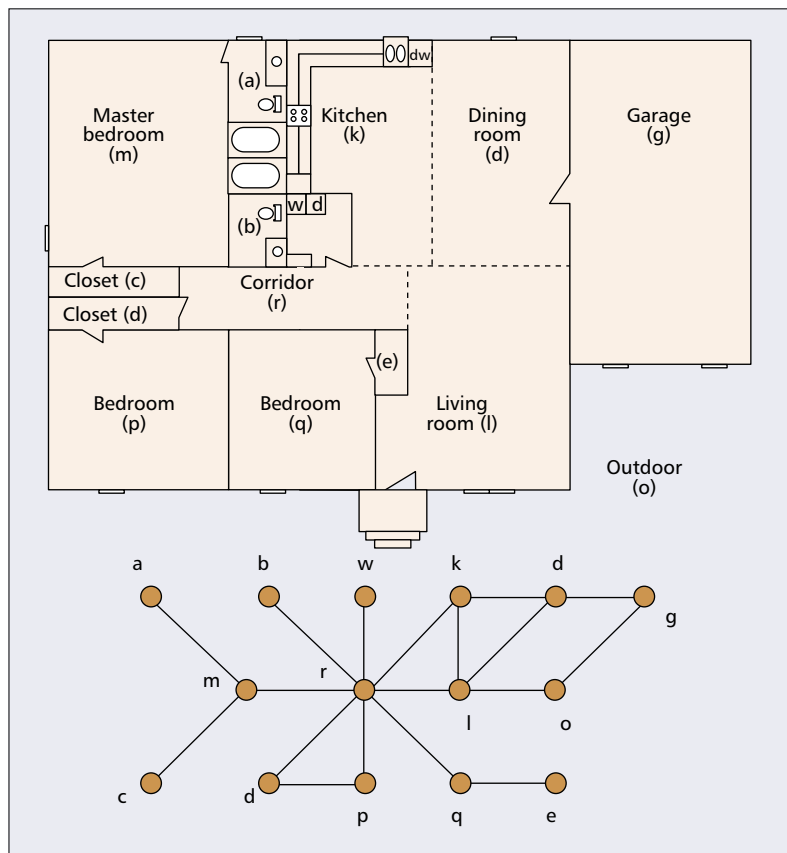 (a)
dw
Master
bedroom
(m)
Kitchen
(k)
Dining
room
(d)
Garage
(g)
w d
(b)
Closet (c)
Corridor
(r)
Closet (d)
(e)
Bedroom
(p)
Bedroom
(q)
Living
room (l)
Outdoor
(o)
a b w k d
g
m r
l o
c d p q e